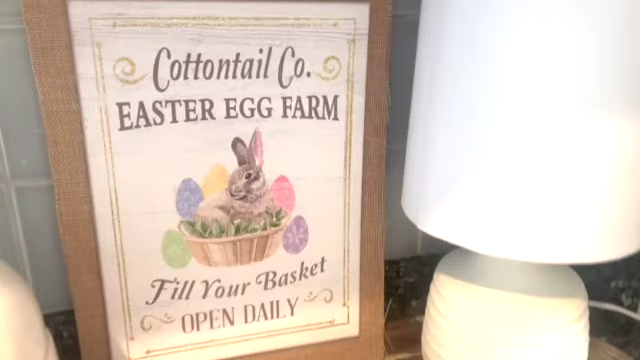 Cottontail Co.
EASTER EGG FARM
Fill Your Basket
OPEN DAILY